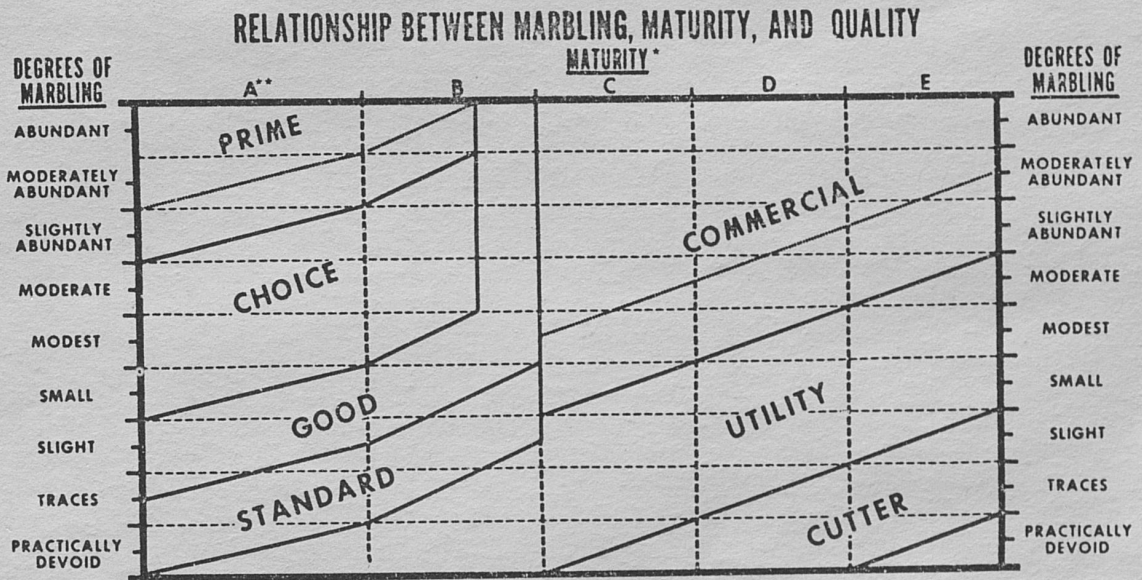 RELATIONSHIP BETWEEN MARBLING, MATURITY, AND QUALITY
MATURITY*
DEGREES OF
MARBLING
A** B C D E
DEGREES OF
MARBLING
ABUNDANT
MODERATELY
ABUNDANT
SLIGHTLY
ABUNDANT
MODERATE
MODEST
SMALL
SLIGHT
TRACES
PRACTICALLY
DEVOID
PRIME
CHOICE
GOOD
STANDARD
COMMERCIAL
UTILITY
CUTTER
ABUNDANT
MODERATELY
ABUNDANT
SLIGHTLY
ABUNDANT
MODERATE
MODEST
SMALL
SLIGHT
TRACES
PRACTICALLY
DEVOID